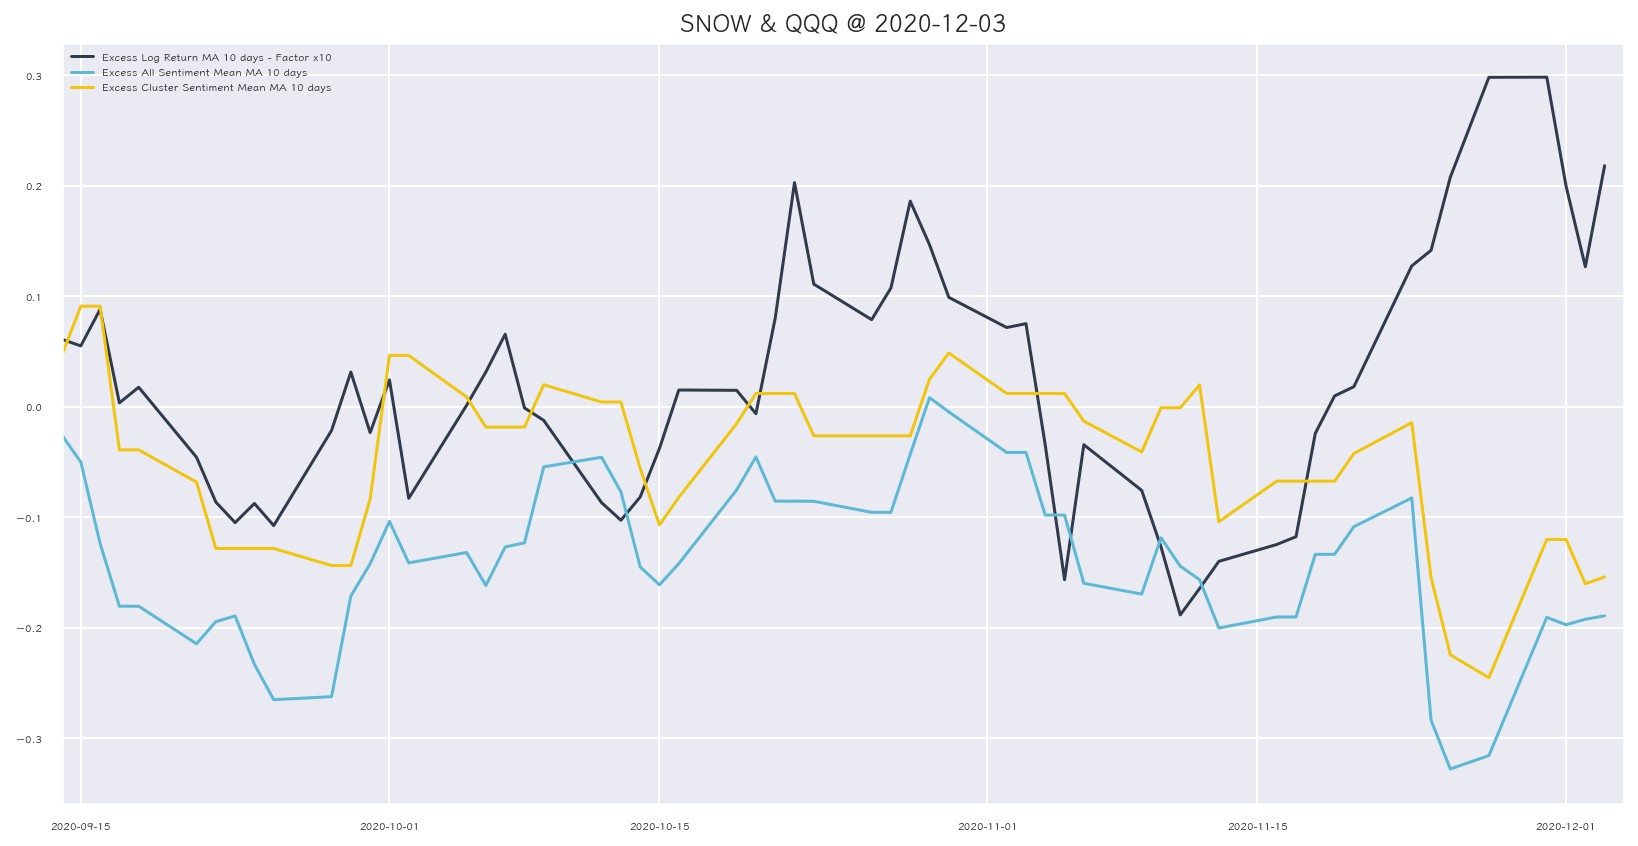 SNOW & QQQ @ 2020-12-03
Excess Log Return MA 10 days - Factor x10
Excess All Sentiment Mean MA 10 days
Excess Cluster Sentiment Mean MA 10 days
0.3
0.2
0.1
0.0
−0.1
−0.2
−0.3
2020-09-15 2020-10-01 2020-10-15 2020-11-01 2020-11-15 2020-12-01